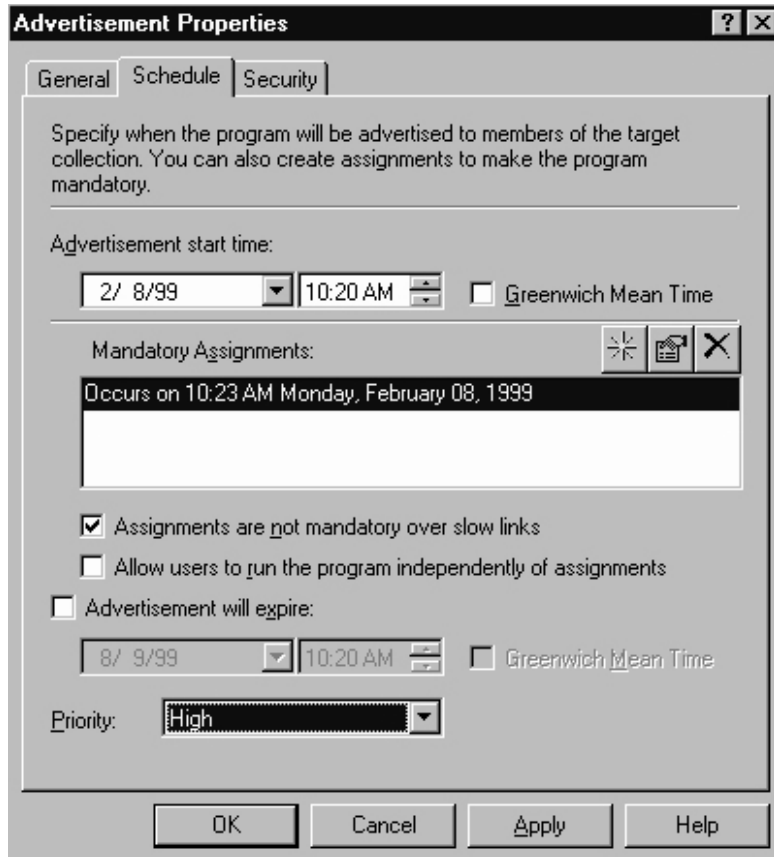 Advertisement Properties
General Schedule Security
Specify when the program will be advertised to members of the target
collection. You can also create assignments to make the program
mandatory.
Advertisement start time:
2/ 8/99 10:20 AM Greenwich Mean Time
Mandatory Assignments:
Occurs on 10:23 AM Monday, February 08, 1999
Assignments are not mandatory over slow links
Allow users to run the program independently of assignments
Advertisement will expire:
8/ 9/99 10:20 AM Greenwich Mean Time
Priority: High
OK Cancel Apply Help